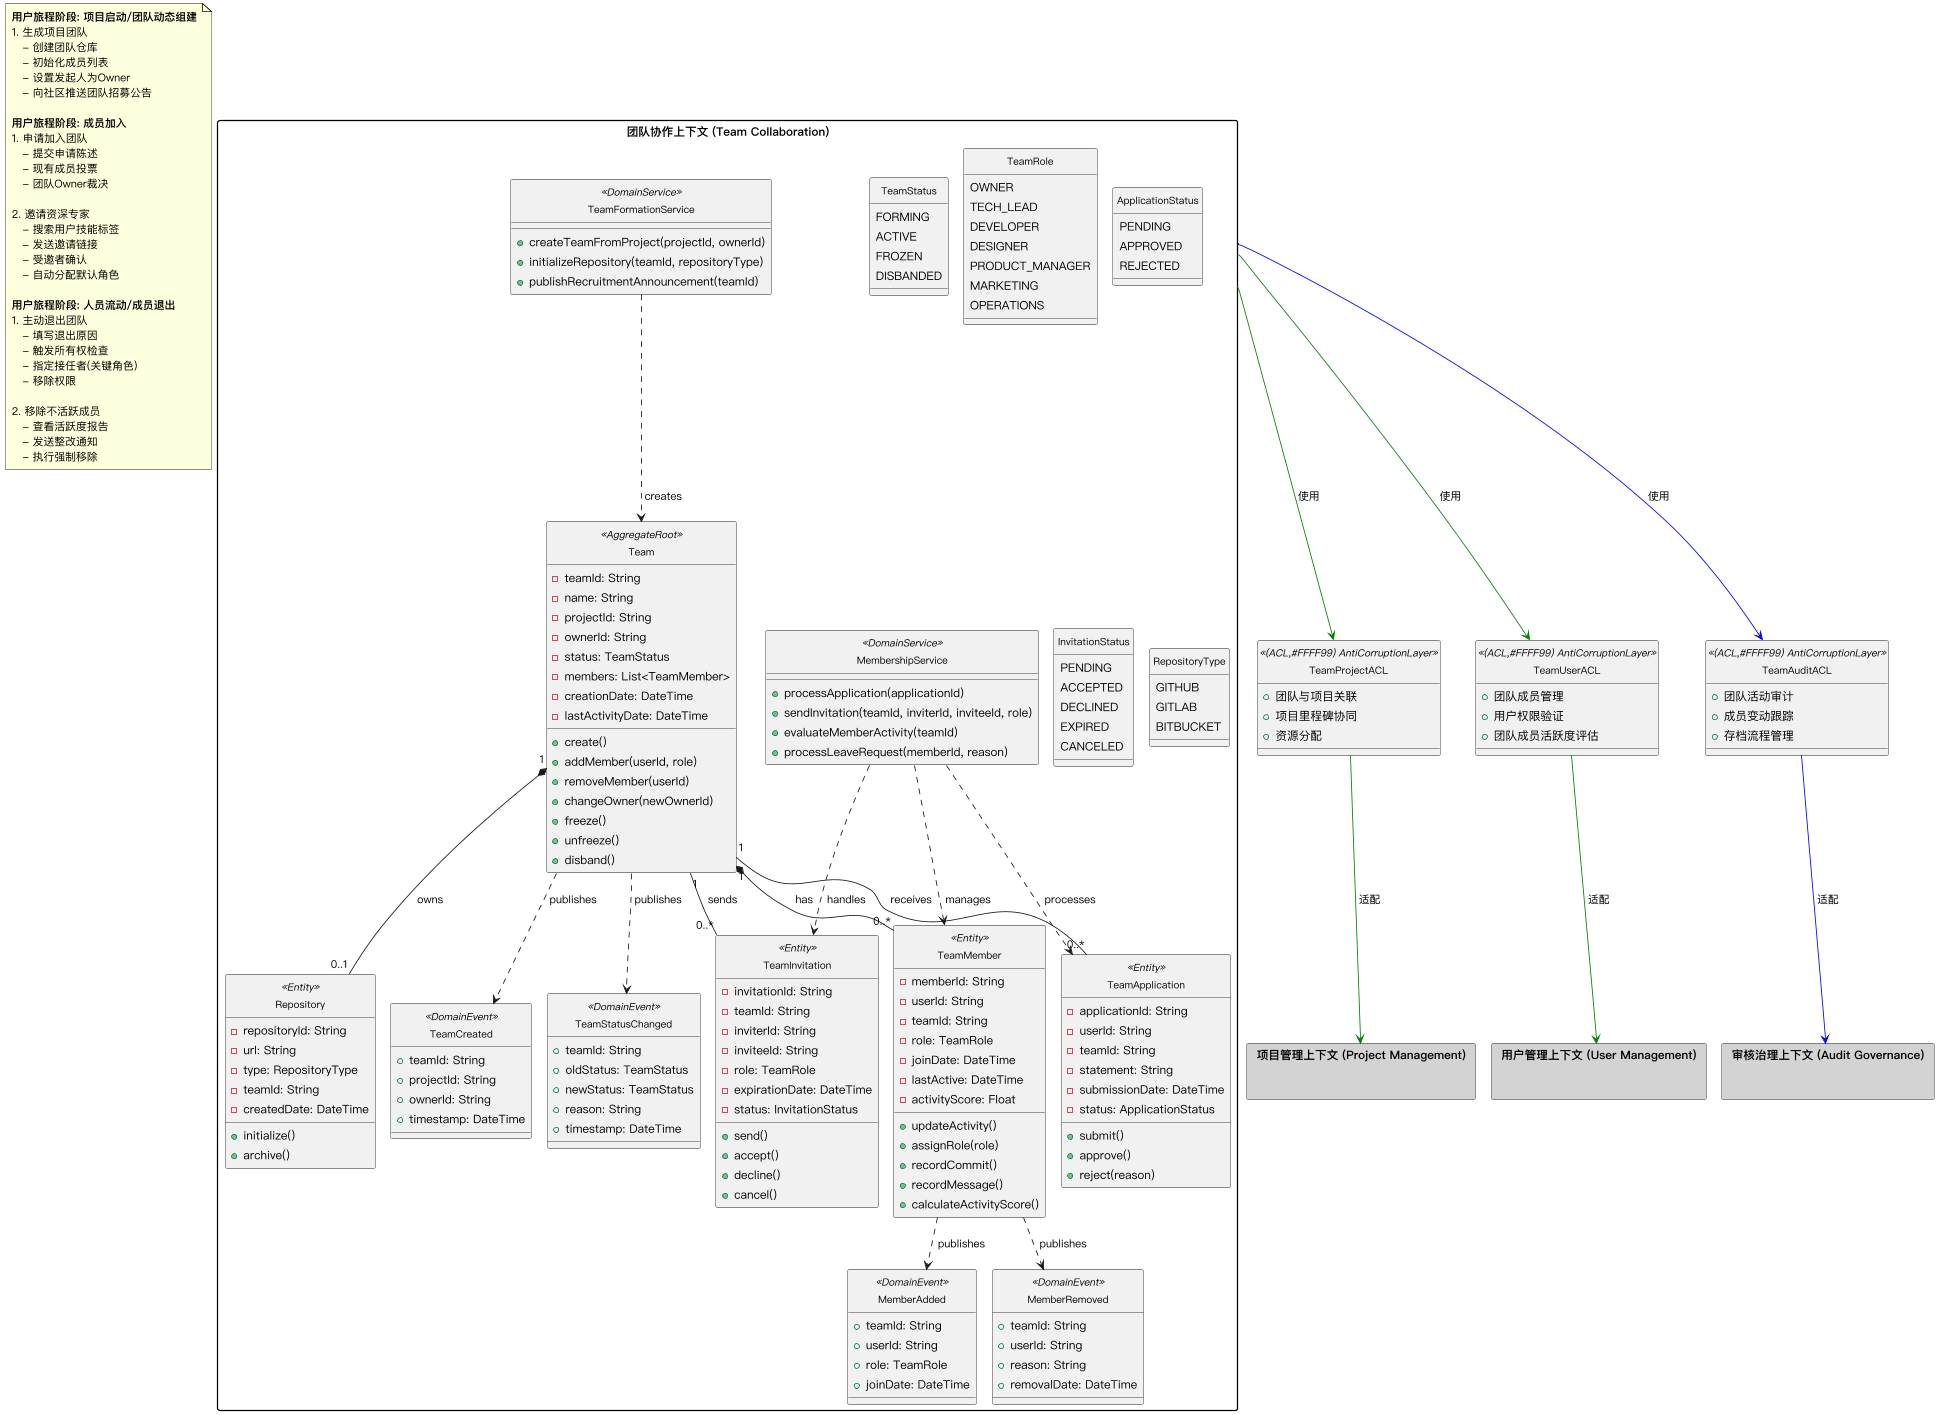 用户旅程阶段: 项目启动/团队动态组建
1. 生成项目团队
– 创建团队仓库
– 初始化成员列表
– 设置发起人为Owner
– 向社区推送团队招募公告
用户旅程阶段: 成员加入
1. 申请加入团队
– 提交申请陈述
– 现有成员投票
– 团队Owner裁决
2. 邀请资深专家
– 搜索用户技能标签
– 发送邀请链接
– 受邀者确认
– 自动分配默认角色
用户旅程阶段: 人员流动/成员退出
1. 主动退出团队
– 填写退出原因
– 触发所有权检查
– 指定接任者(关键角色)
– 移除权限
2. 移除不活跃成员
– 查看活跃度报告
– 发送整改通知
– 执行强制移除
团队协作上下文 (Team Collaboration)
«DomainService»
TeamFormationService
createTeamFromProject(projectId, ownerId)
initializeRepository(teamId, repositoryType)
publishRecruitmentAnnouncement(teamId)
TeamStatus
FORMING
ACTIVE
FROZEN
DISBANDED
TeamRole
OWNER
TECH_LEAD
DEVELOPER
DESIGNER
PRODUCT_MANAGER
MARKETING
OPERATIONS
ApplicationStatus
PENDING
APPROVED
REJECTED
creates
使用
使用
使用
«AggregateRoot»
Team
teamId: String
name: String
projectId: String
ownerId: String
status: TeamStatus
members: List<TeamMember>
creationDate: DateTime
lastActivityDate: DateTime
create()
addMember(userId, role)
removeMember(userId)
changeOwner(newOwnerId)
freeze()
unfreeze()
disband()
«DomainService»
MembershipService
processApplication(applicationId)
sendInvitation(teamId, inviterId, inviteeId, role)
evaluateMemberActivity(teamId)
processLeaveRequest(memberId, reason)
InvitationStatus
PENDING
ACCEPTED
DECLINED
EXPIRED
CANCELED
RepositoryType
GITHUB
GITLAB
BITBUCKET
«(ACL,#FFFF99) AntiCorruptionLayer»
TeamProjectACL
团队与项目关联
项目里程碑协同
资源分配
«(ACL,#FFFF99) AntiCorruptionLayer»
TeamUserACL
团队成员管理
用户权限验证
团队成员活跃度评估
«(ACL,#FFFF99) AntiCorruptionLayer»
TeamAuditACL
团队活动审计
成员变动跟踪
存档流程管理
1
1
1
1
owns
publishes
publishes
sends
has
handles
receives
manages
processes
适配
适配
适配
0..1
0..*
0..*
0..*
«Entity»
Repository
repositoryId: String
url: String
type: RepositoryType
teamId: String
createdDate: DateTime
initialize()
archive()
«DomainEvent»
TeamCreated
teamId: String
projectId: String
ownerId: String
timestamp: DateTime
«DomainEvent»
TeamStatusChanged
teamId: String
oldStatus: TeamStatus
newStatus: TeamStatus
reason: String
timestamp: DateTime
«Entity»
TeamInvitation
invitationId: String
teamId: String
inviterId: String
inviteeId: String
role: TeamRole
expirationDate: DateTime
status: InvitationStatus
send()
accept()
decline()
cancel()
«Entity»
TeamMember
memberId: String
userId: String
teamId: String
role: TeamRole
joinDate: DateTime
lastActive: DateTime
activityScore: Float
updateActivity()
assignRole(role)
recordCommit()
recordMessage()
calculateActivityScore()
«Entity»
TeamApplication
applicationId: String
userId: String
teamId: String
statement: String
submissionDate: DateTime
status: ApplicationStatus
submit()
approve()
reject(reason)
项目管理上下文 (Project Management)
用户管理上下文 (User Management)
审核治理上下文 (Audit Governance)
publishes
publishes
«DomainEvent»
MemberAdded
teamId: String
userId: String
role: TeamRole
joinDate: DateTime
«DomainEvent»
MemberRemoved
teamId: String
userId: String
reason: String
removalDate: DateTime